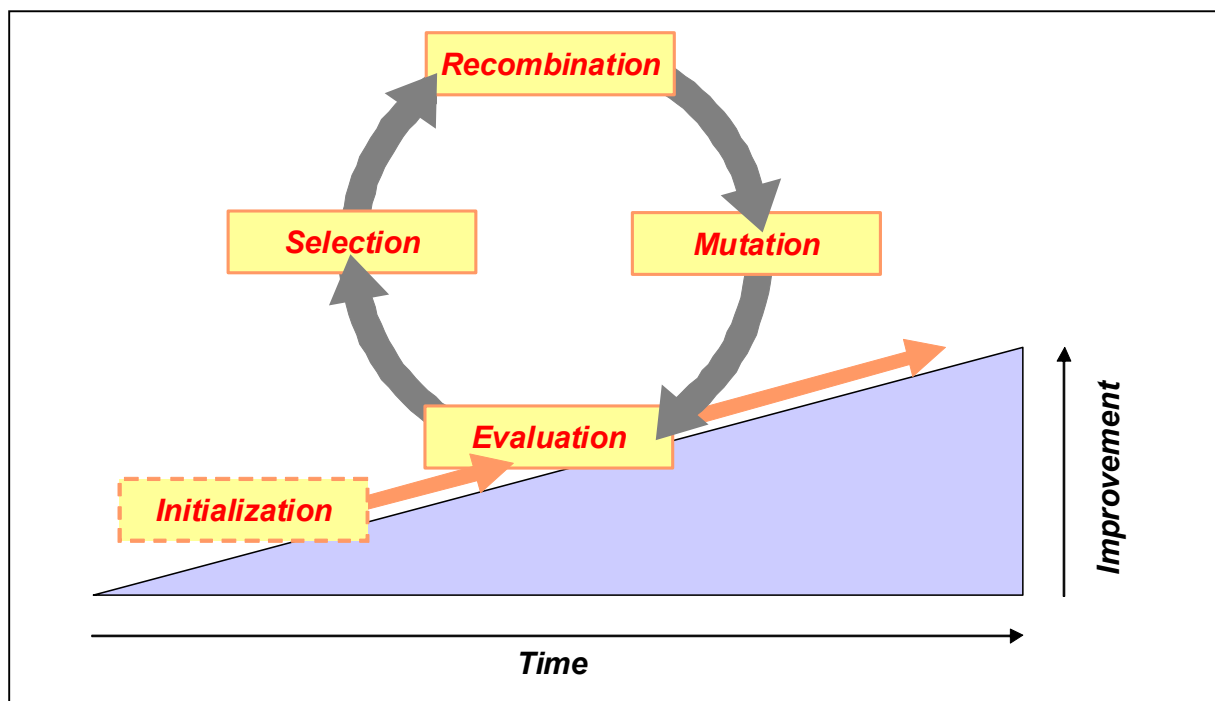 Recombination
Selection
Mutation
Evaluation
Initialization
Improvement
Time